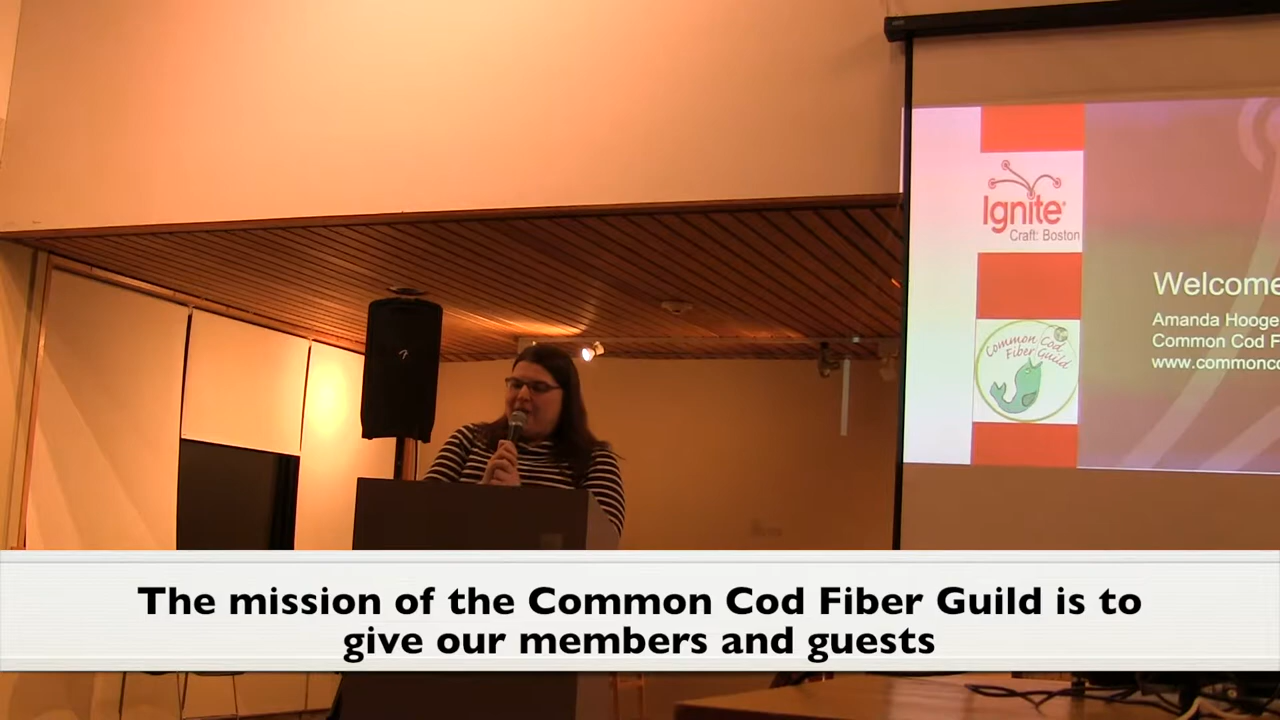 Ignite
Craft: Boston
Welcome
Amanda Hooge
Common Cod F
www.commonco
Common Cod
Fiber Guild
The mission of the Common Cod Fiber Guild is to
give our members and guests